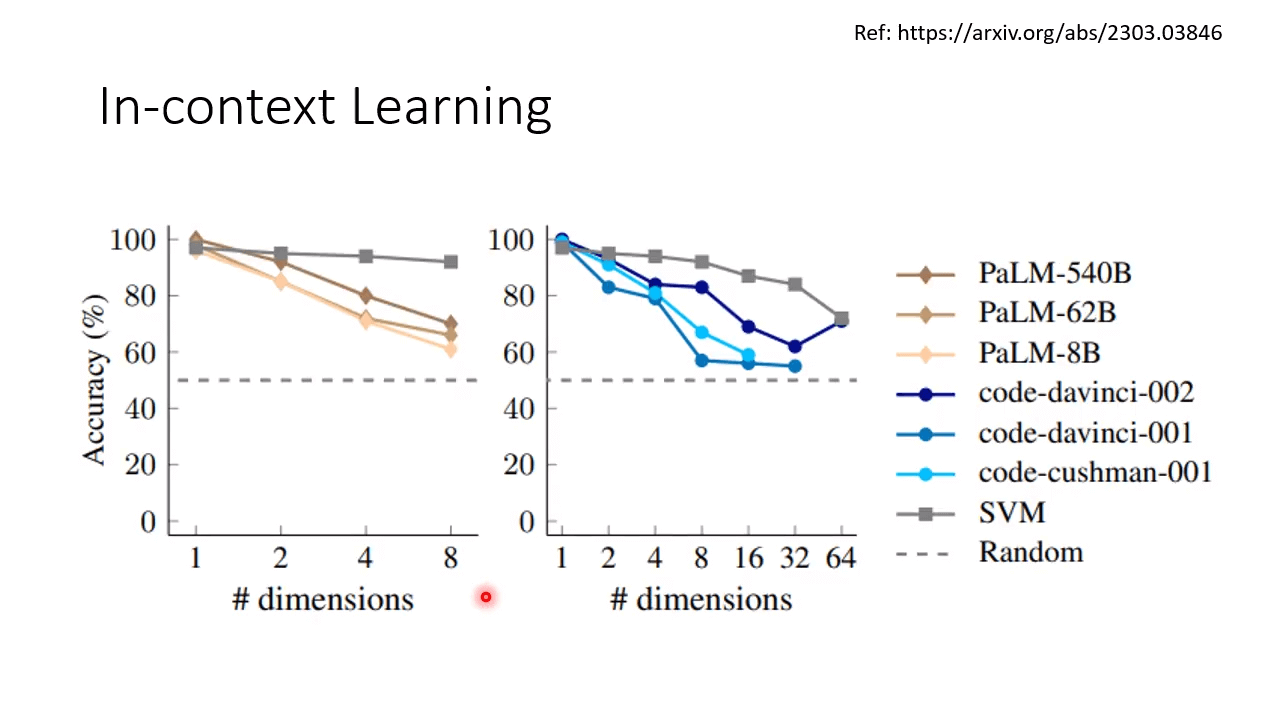 Ref: https://arxiv.org/abs/2303.03846
In-context Learning
Accuracy (%)
100
80
60
40
20
0
1 2 4 8
# dimensions
100
80
60
40
20
0
1 2 4 8 16 32 64
# dimensions
PaLM-540B
PaLM-62B
PaLM-8B
code-davinci-002
code-davinci-001
code-cushman-001
SVM
Random